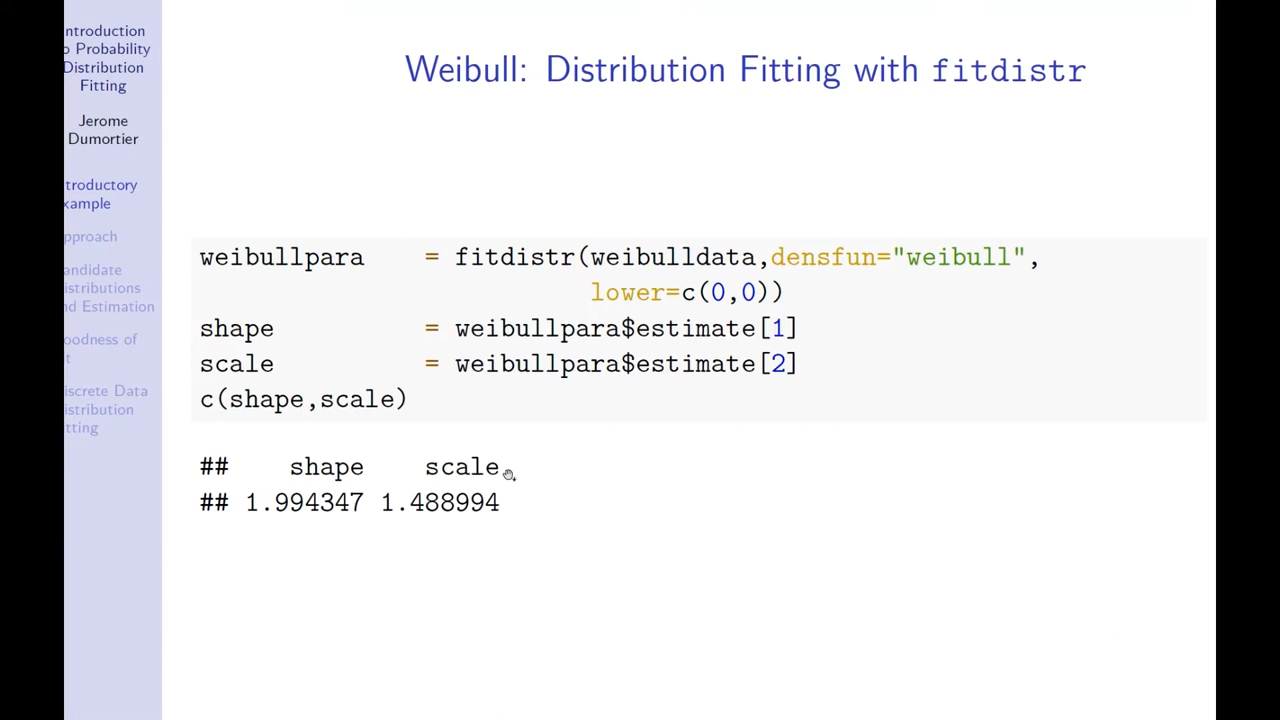 ntroduction
o Probability
Distribution
Fitting
Jerome
Dumortier
troductory
xample
pproach
andidate
istributions
nd Estimation
oodness of
t
iscrete Data
istribution
tting
Weibull: Distribution Fitting with fitdistr
weibullpara = fitdistr(weibulldata,densfun="weibull",
lower=c(0,0))
shape = weibullpara$estimate[1]
scale = weibullpara$estimate[2]
c(shape,scale)
## shape scale
## 1.994347 1.488994